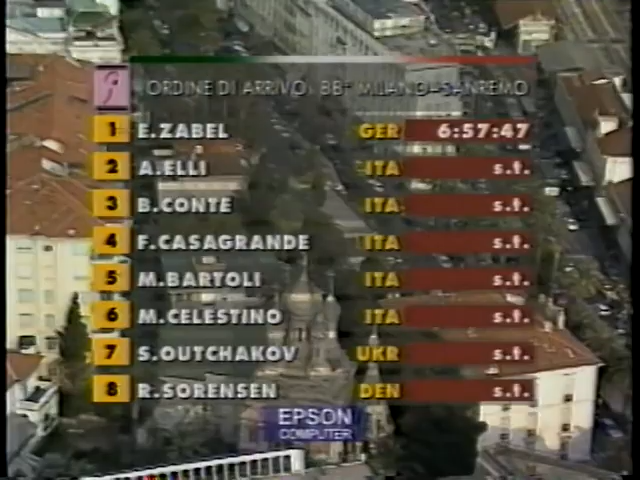 ORDINE DI ARRIVO: 88ª MILANO-SANREMO
1 E.ZABEL GER 6:57:47
2 A.ELLI ITA s.t.
3 B.CONTE ITA s.t.
4 F.CASAGRANDE ITA s.t.
5 M.BARTOLI ITA s.t.
6 M.CELESTINO ITA s.t.
7 S.OUTCHAKOV UKR s.t.
8 R.SORENSEN DEN s.t.
EPSON
COMPUTER